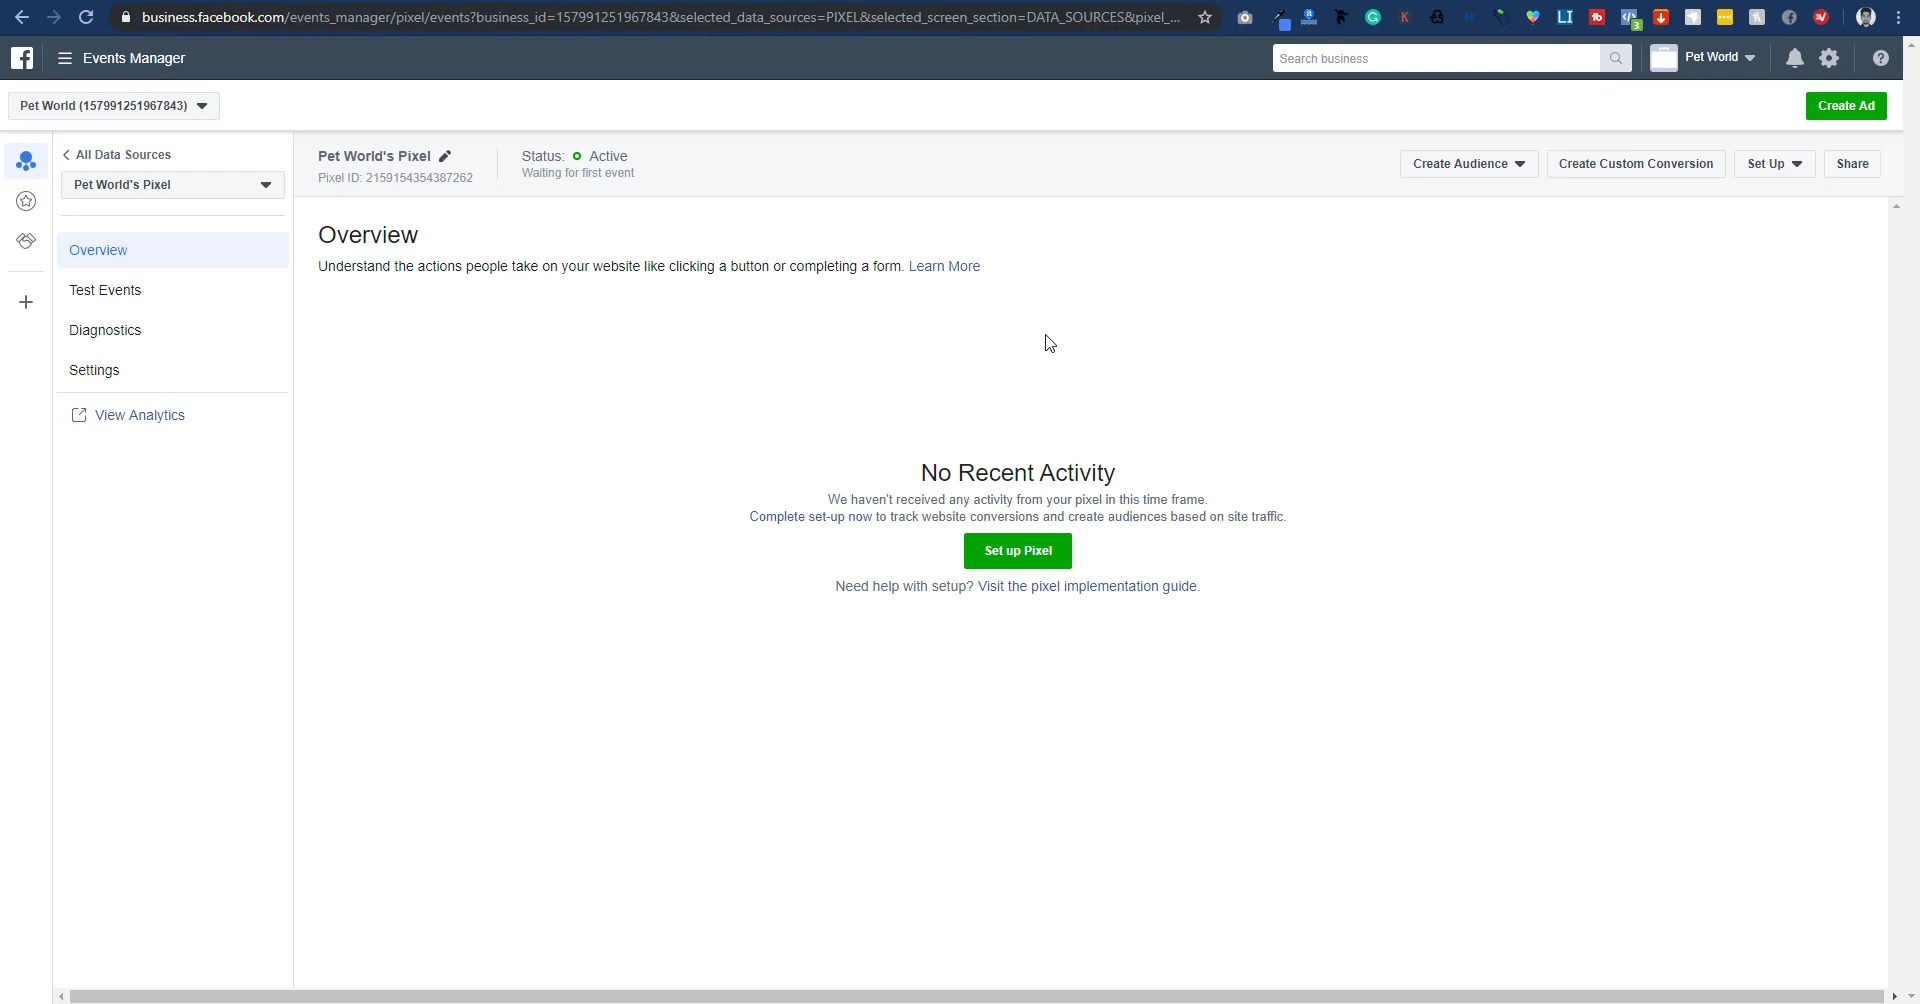 business.facebook.com/events_manager/pixel/events?business_id=157991251967843&selected_data_sources=PIXEL&selected_screen_section=DATA_SOURCES&pixel_...
Events Manager
Search business
Pet World
Pet World (157991251967843)
Create Ad
All Data Sources
Pet World's Pixel
Overview
Test Events
Diagnostics
Settings
View Analytics
Pet World's Pixel
Pixel ID: 2159154354387262
Status: Active
Waiting for first event
Create Audience
Create Custom Conversion
Set Up
Share
Overview
Understand the actions people take on your website like clicking a button or completing a form. Learn More
No Recent Activity
We haven't received any activity from your pixel in this time frame.
Complete set-up now to track website conversions and create audiences based on site traffic.
Set up Pixel
Need help with setup? Visit the pixel implementation guide.